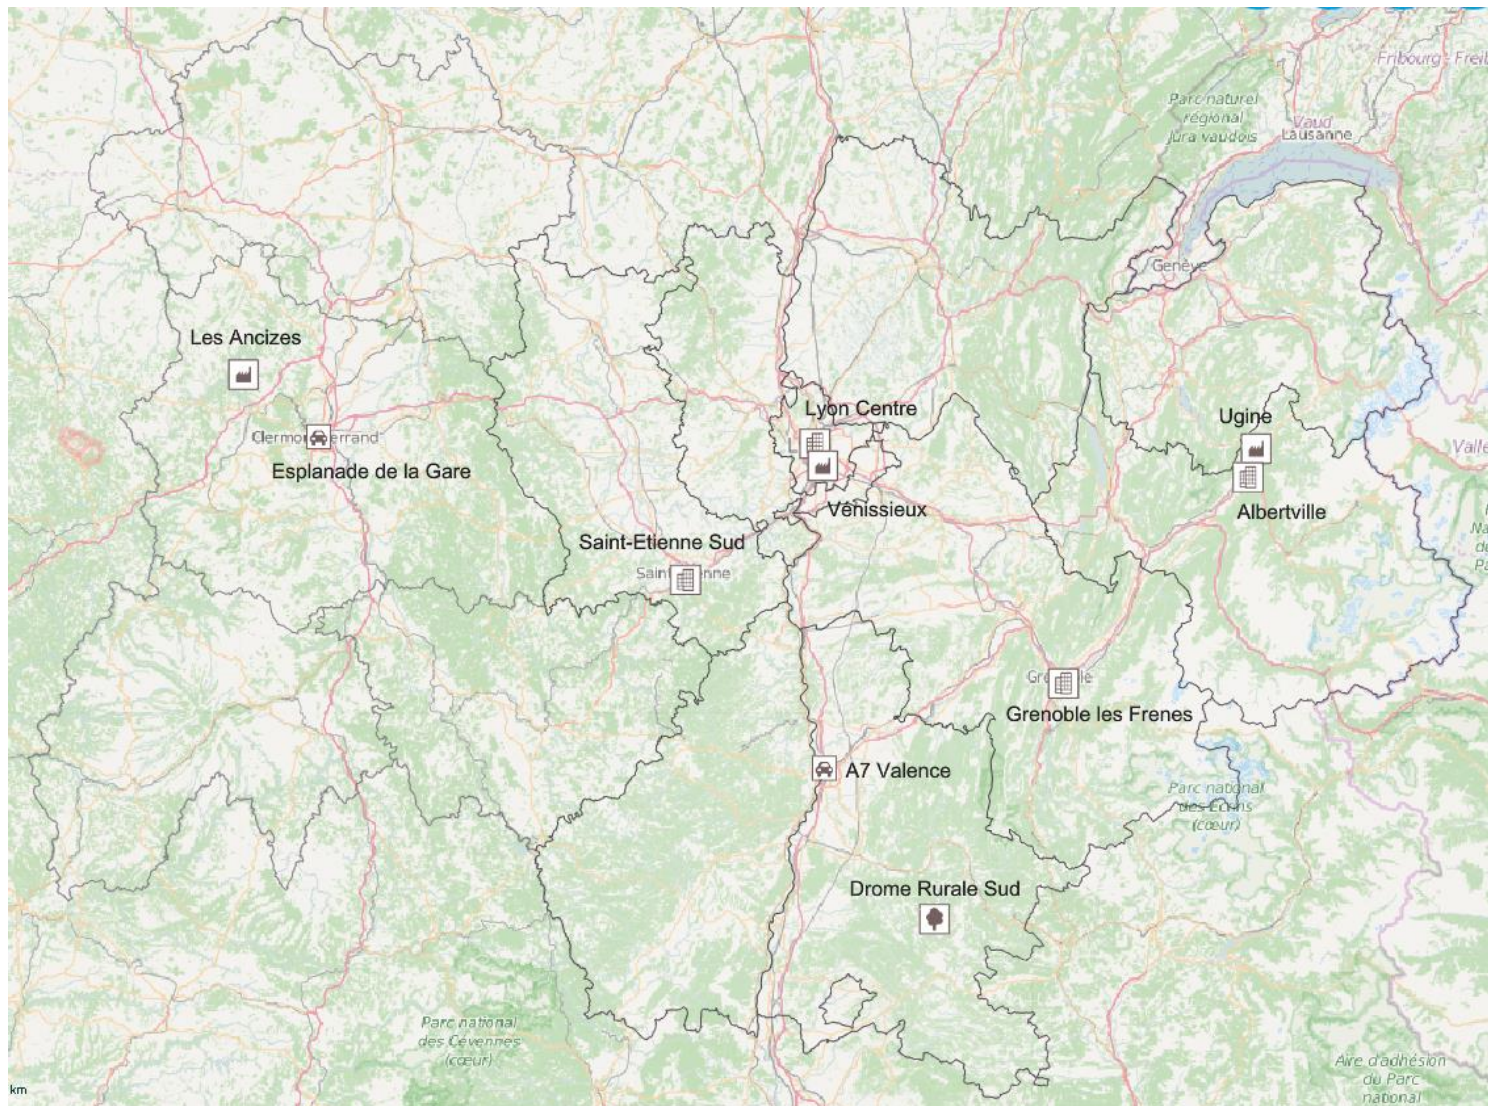 Fribourg - Freib
Parc naturel
régional
Jura vaudois
Vaud
Lausanne
Genève
Les Ancizes
Lyon Centre
Ugine
Esplanade de la Gare
Vénissieux
Albertville
Saint-Etienne Sud
Grenoble les Frenes
A7 Valence
Parc national
des Ecrins
(cœur)
Drome Rurale Sud
Parc national
des Cévennes
(cœur)
Aire d'adhésion
du Parc
national
km